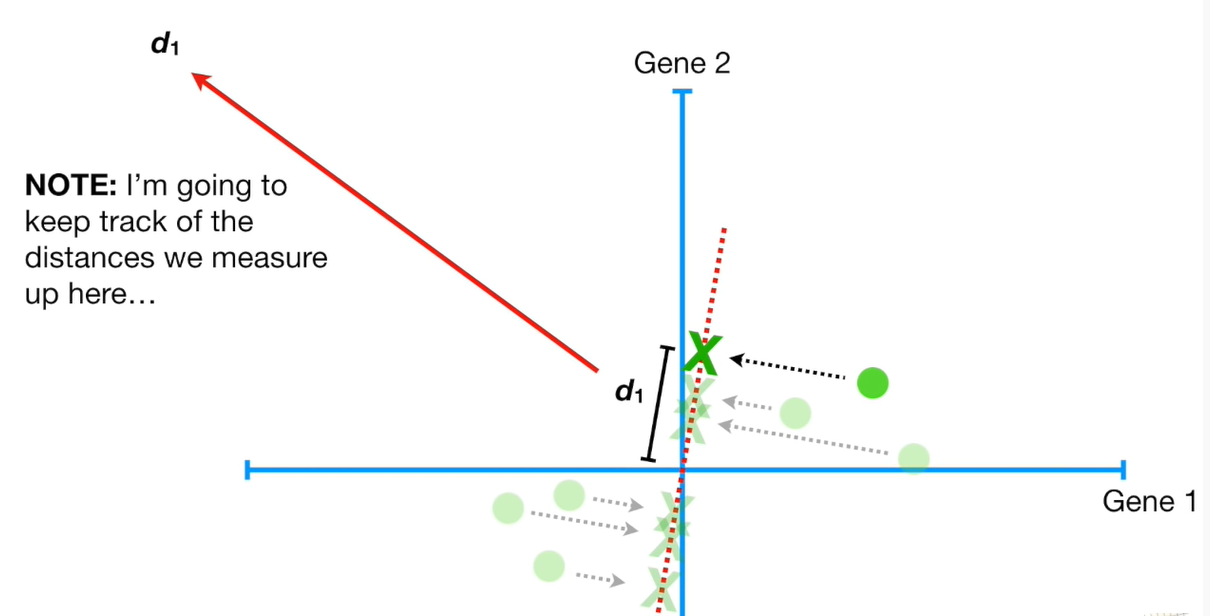 d₁
Gene 2
NOTE: I'm going to
keep track of the
distances we measure
up here…
d₁
Gene 1